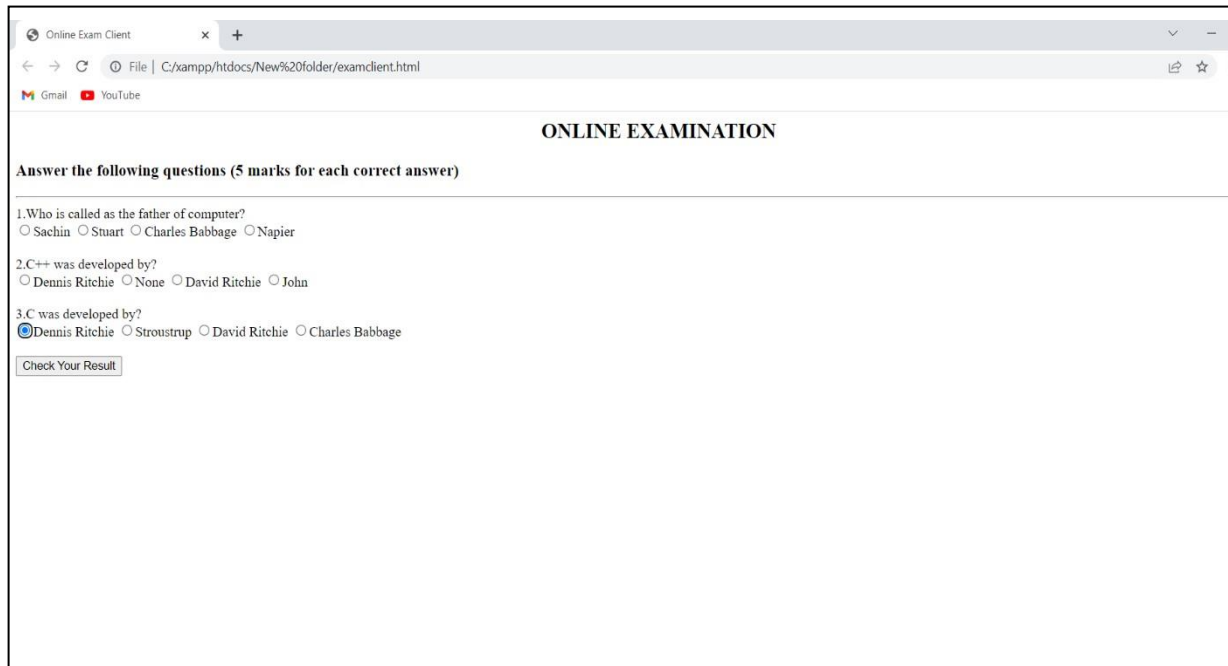 Online Exam Client
File | C:/xampp/htdocs/New%20folder/examclient.html
Gmail YouTube
ONLINE EXAMINATION
Answer the following questions (5 marks for each correct answer)
1.Who is called as the father of computer?
Sachin Stuart Charles Babbage Napier
2.C++ was developed by?
Dennis Ritchie None David Ritchie John
3.C was developed by?
Dennis Ritchie Stroustrup David Ritchie Charles Babbage
Check Your Result